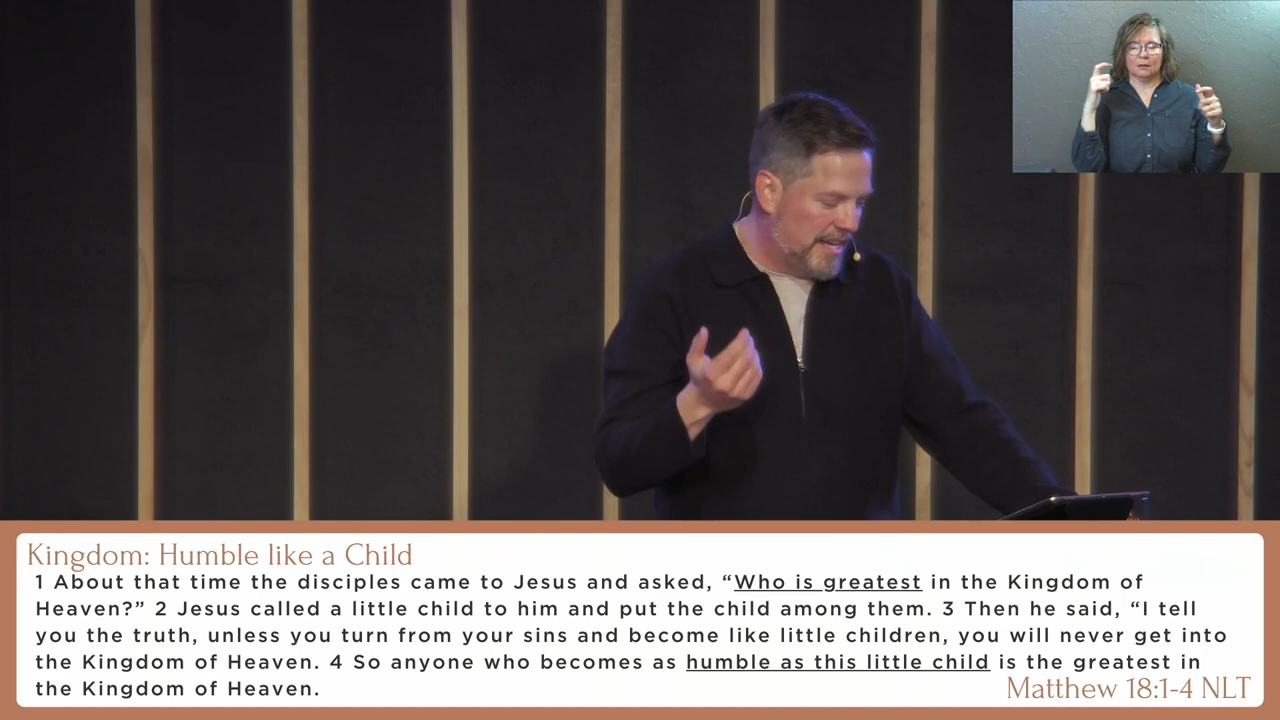 Kingdom: Humble like a Child
1 About that time the disciples came to Jesus and asked, “Who is greatest in the Kingdom of
Heaven?” 2 Jesus called a little child to him and put the child among them. 3 Then he said, “I tell
you the truth, unless you turn from your sins and become like little children, you will never get into
the Kingdom of Heaven. 4 So anyone who becomes as humble as this little child is the greatest in
the Kingdom of Heaven.
Matthew 18:1-4 NLT